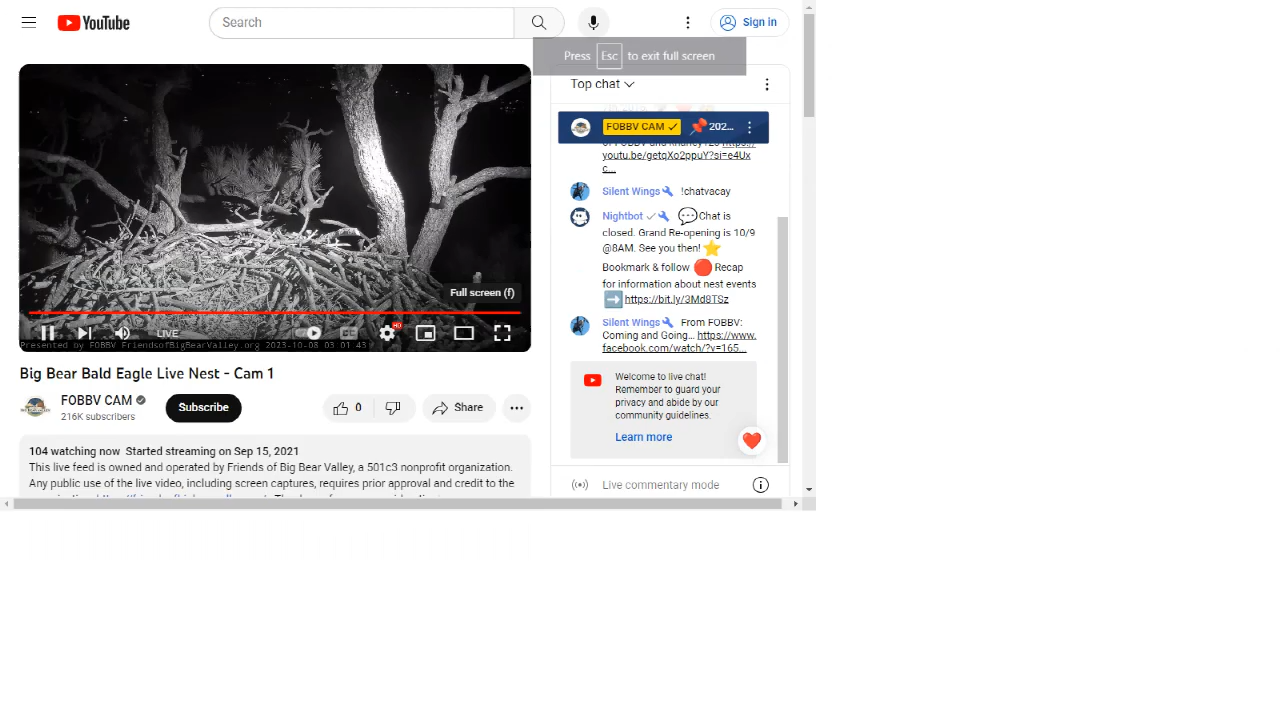 YouTube
Search
Sign in
Press Esc to exit full screen
Top chat
FOBBV CAM 202...
youtu.be/getqXo2ppuY?si=e4Ux
c...
Silent Wings !chatvacay
Nightbot Chat is
closed. Grand Re-opening is 10/9
@8AM. See you then!
Bookmark & follow Recap
for information about nest events
https://bit.ly/3Md8TSz
Silent Wings From FOBBV:
Coming and Going... https://www.
facebook.com/watch/?v=165...
Welcome to live chat!
Remember to guard your
privacy and abide by our
community guidelines.
Learn more
Live commentary mode
Full screen (f)
LIVE
HD
Presented by FOBBV FriendsofBigBearValley.org 2023-10-08 03 01 43
Big Bear Bald Eagle Live Nest - Cam 1
FOBBV CAM
216K subscribers
Subscribe
0
Share
104 watching now Started streaming on Sep 15, 2021
This live feed is owned and operated by Friends of Big Bear Valley, a 501c3 nonprofit organization.
Any public use of the live video, including screen captures, requires prior approval and credit to the